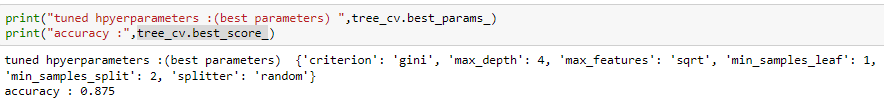 print("tuned hpyerparameters :(best parameters) ",tree_cv.best_params_)
print("accuracy :",tree_cv.best_score_)
tuned hpyerparameters :(best parameters)  {'criterion': 'gini', 'max_depth': 4, 'max_features': 'sqrt', 'min_samples_leaf': 1,
'min_samples_split': 2, 'splitter': 'random'}
accuracy : 0.875